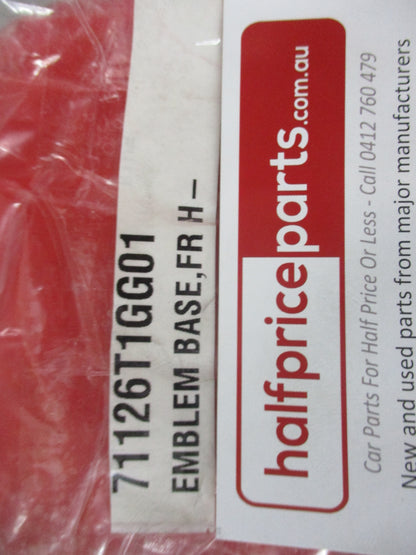 71126T1GG01
EMBLEM BASE,FR H-
halfpriceparts.com.au
Car Parts For Half Price Or Less - Call 0412 760 479
New and used parts from major manufacturers